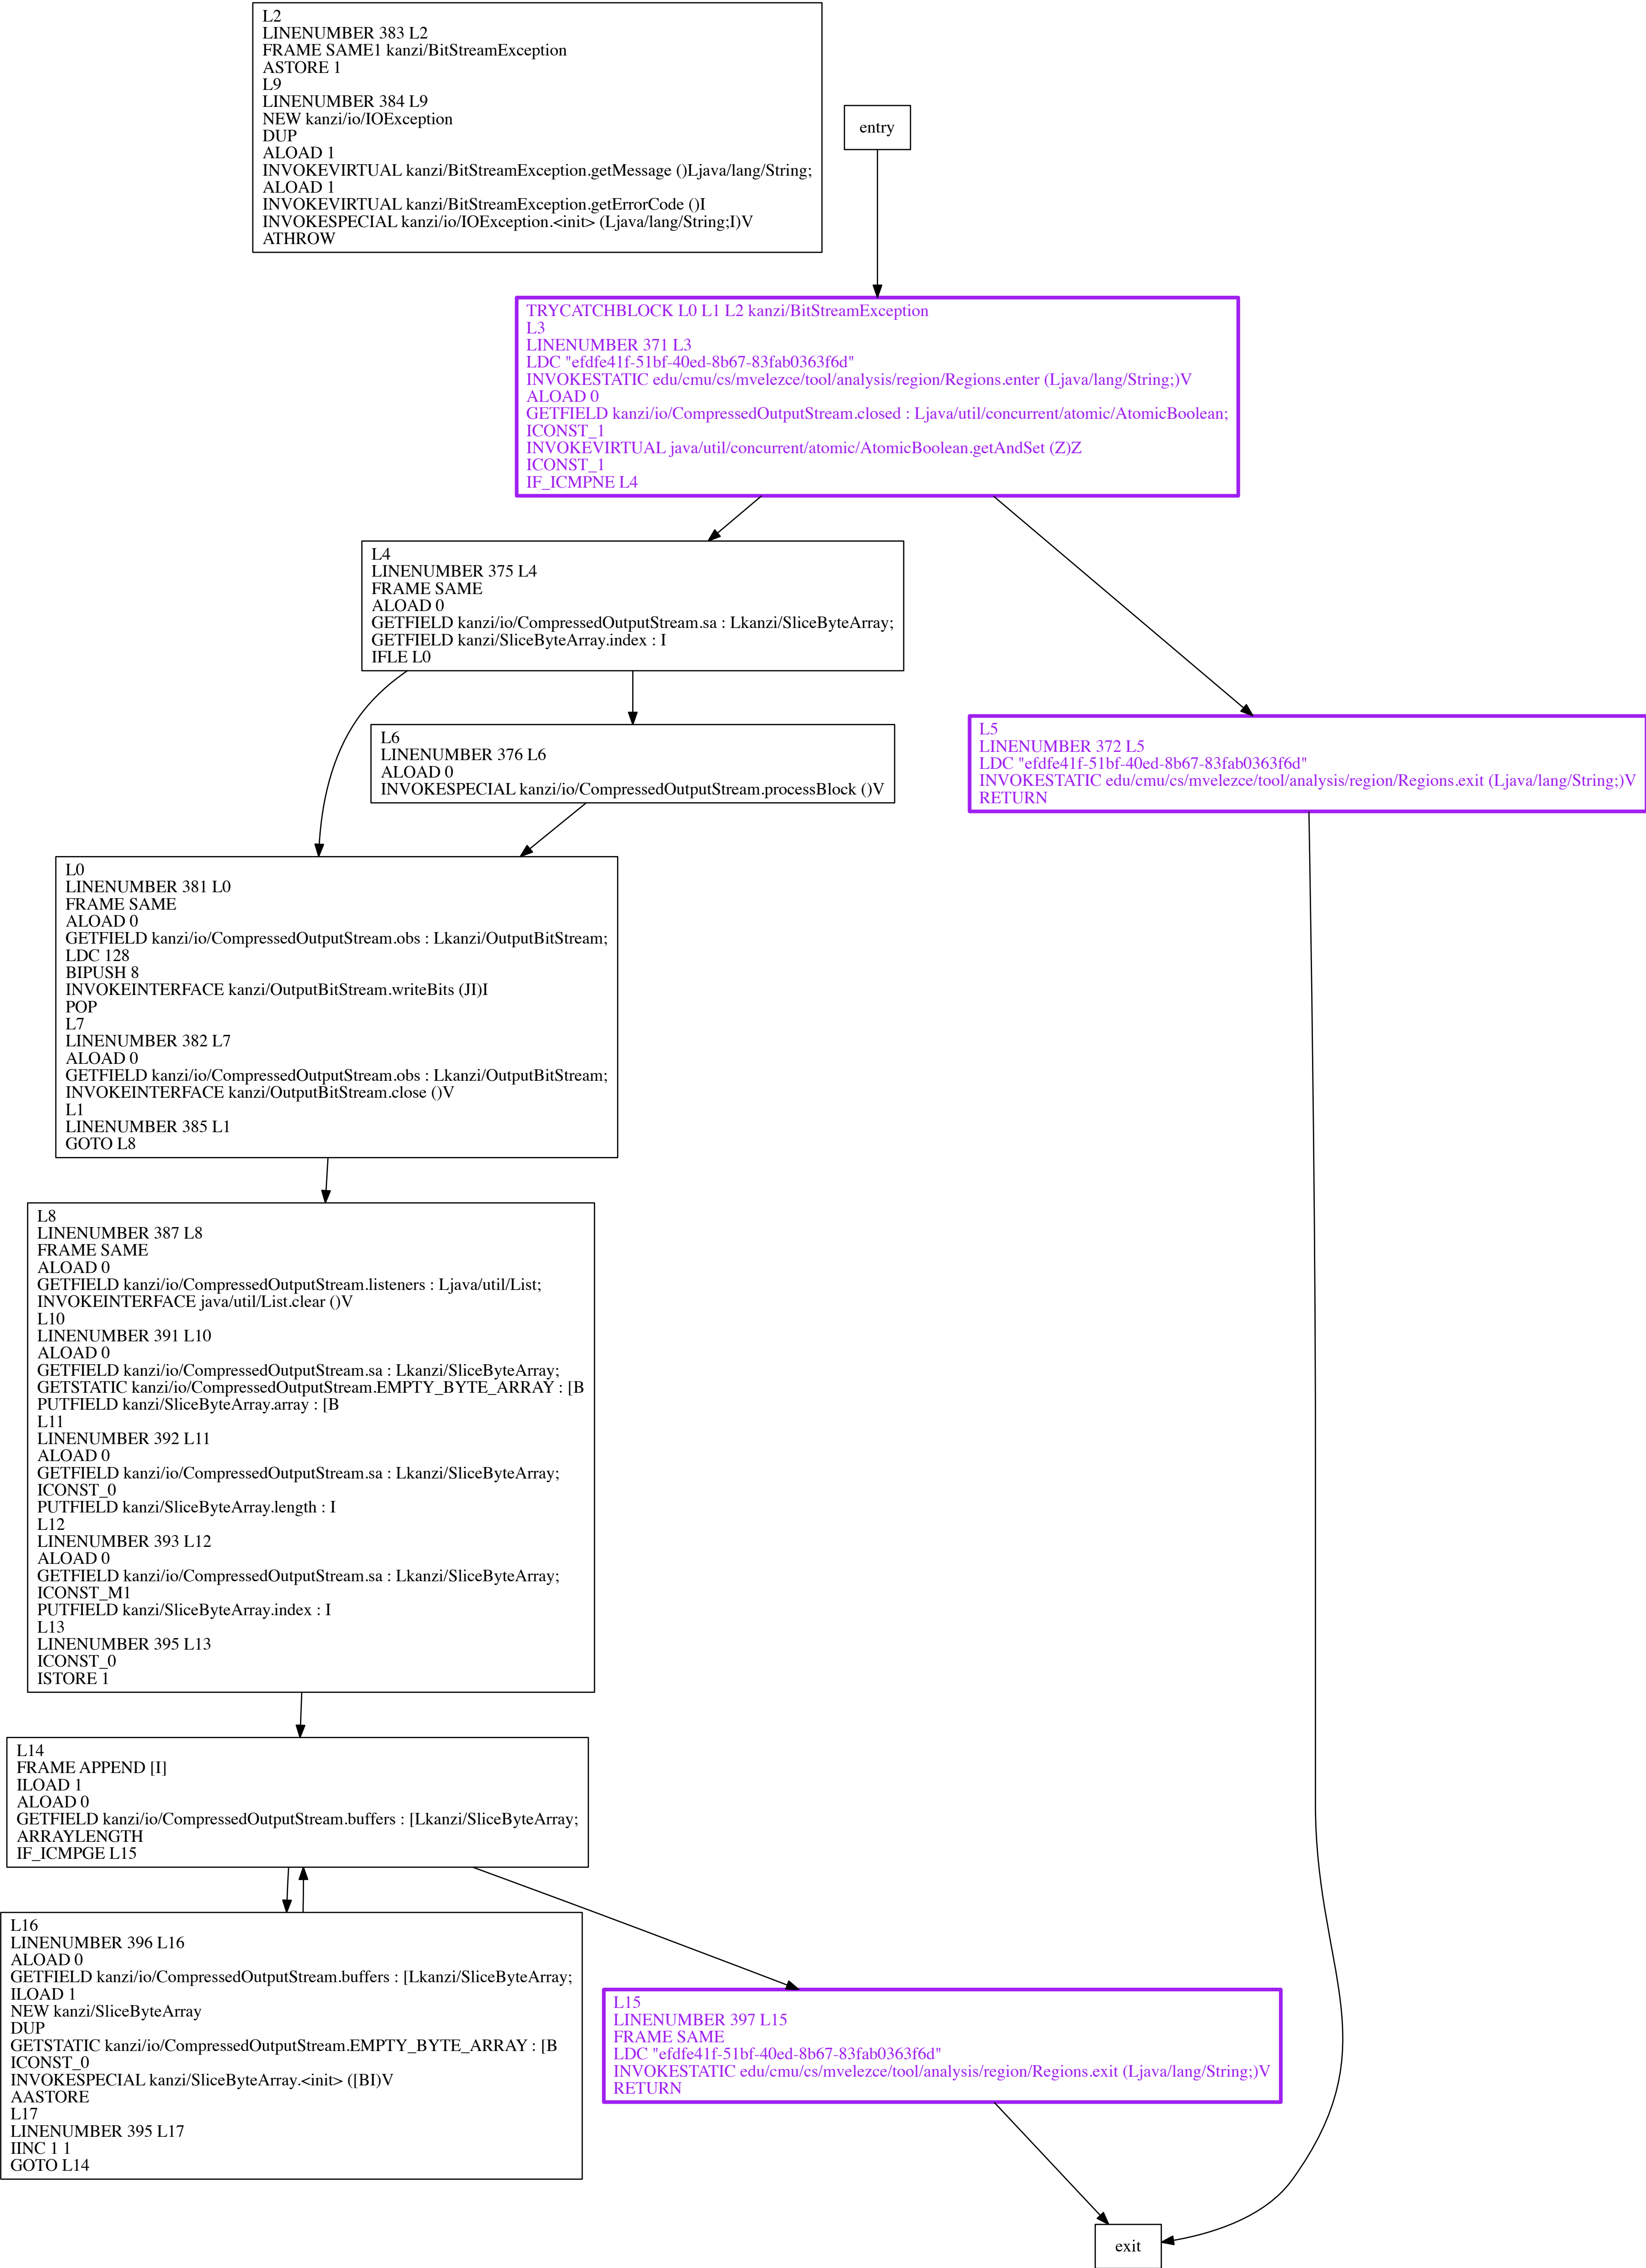 L2
LINENUMBER 383 L2
FRAME SAME1 kanzi/BitStreamException
ASTORE 1
L9
LINENUMBER 384 L9
NEW kanzi/io/IOException
DUP
ALOAD 1
INVOKEVIRTUAL kanzi/BitStreamException.getMessage ()Ljava/lang/String;
ALOAD 1
INVOKEVIRTUAL kanzi/BitStreamException.getErrorCode ()I
INVOKESPECIAL kanzi/io/IOException.<init> (Ljava/lang/String;I)V
ATHROW
entry
TRYCATCHBLOCK L0 L1 L2 kanzi/BitStreamException
L3
LINENUMBER 371 L3
LDC "efdfe41f-51bf-40ed-8b67-83fab0363f6d"
INVOKESTATIC edu/cmu/cs/mvelezce/tool/analysis/region/Regions.enter (Ljava/lang/String;)V
ALOAD 0
GETFIELD kanzi/io/CompressedOutputStream.closed : Ljava/util/concurrent/atomic/AtomicBoolean;
ICONST_1
INVOKEVIRTUAL java/util/concurrent/atomic/AtomicBoolean.getAndSet (Z)Z
ICONST_1
IF_ICMPNE L4
L4
LINENUMBER 375 L4
FRAME SAME
ALOAD 0
GETFIELD kanzi/io/CompressedOutputStream.sa : Lkanzi/SliceByteArray;
GETFIELD kanzi/SliceByteArray.index : I
IFLE L0
L5
LINENUMBER 372 L5
LDC "efdfe41f-51bf-40ed-8b67-83fab0363f6d"
INVOKESTATIC edu/cmu/cs/mvelezce/tool/analysis/region/Regions.exit (Ljava/lang/String;)V
RETURN
L6
LINENUMBER 376 L6
ALOAD 0
INVOKESPECIAL kanzi/io/CompressedOutputStream.processBlock ()V
L0
LINENUMBER 381 L0
FRAME SAME
ALOAD 0
GETFIELD kanzi/io/CompressedOutputStream.obs : Lkanzi/OutputBitStream;
LDC 128
BIPUSH 8
INVOKEINTERFACE kanzi/OutputBitStream.writeBits (JI)I
POP
L7
LINENUMBER 382 L7
ALOAD 0
GETFIELD kanzi/io/CompressedOutputStream.obs : Lkanzi/OutputBitStream;
INVOKEINTERFACE kanzi/OutputBitStream.close ()V
L1
LINENUMBER 385 L1
GOTO L8
L8
LINENUMBER 387 L8
FRAME SAME
ALOAD 0
GETFIELD kanzi/io/CompressedOutputStream.listeners : Ljava/util/List;
INVOKEINTERFACE java/util/List.clear ()V
L10
LINENUMBER 391 L10
ALOAD 0
GETFIELD kanzi/io/CompressedOutputStream.sa : Lkanzi/SliceByteArray;
GETSTATIC kanzi/io/CompressedOutputStream.EMPTY_BYTE_ARRAY : [B
PUTFIELD kanzi/SliceByteArray.array : [B
L11
LINENUMBER 392 L11
ALOAD 0
GETFIELD kanzi/io/CompressedOutputStream.sa : Lkanzi/SliceByteArray;
ICONST_0
PUTFIELD kanzi/SliceByteArray.length : I
L12
LINENUMBER 393 L12
ALOAD 0
GETFIELD kanzi/io/CompressedOutputStream.sa : Lkanzi/SliceByteArray;
ICONST_M1
PUTFIELD kanzi/SliceByteArray.index : I
L13
LINENUMBER 395 L13
ICONST_0
ISTORE 1
L14
FRAME APPEND [I]
ILOAD 1
ALOAD 0
GETFIELD kanzi/io/CompressedOutputStream.buffers : [Lkanzi/SliceByteArray;
ARRAYLENGTH
IF_ICMPGE L15
L16
LINENUMBER 396 L16
ALOAD 0
GETFIELD kanzi/io/CompressedOutputStream.buffers : [Lkanzi/SliceByteArray;
ILOAD 1
NEW kanzi/SliceByteArray
DUP
GETSTATIC kanzi/io/CompressedOutputStream.EMPTY_BYTE_ARRAY : [B
ICONST_0
INVOKESPECIAL kanzi/SliceByteArray.<init> ([BI)V
AASTORE
L17
LINENUMBER 395 L17
IINC 1 1
GOTO L14
L15
LINENUMBER 397 L15
FRAME SAME
LDC "efdfe41f-51bf-40ed-8b67-83fab0363f6d"
INVOKESTATIC edu/cmu/cs/mvelezce/tool/analysis/region/Regions.exit (Ljava/lang/String;)V
RETURN
exit